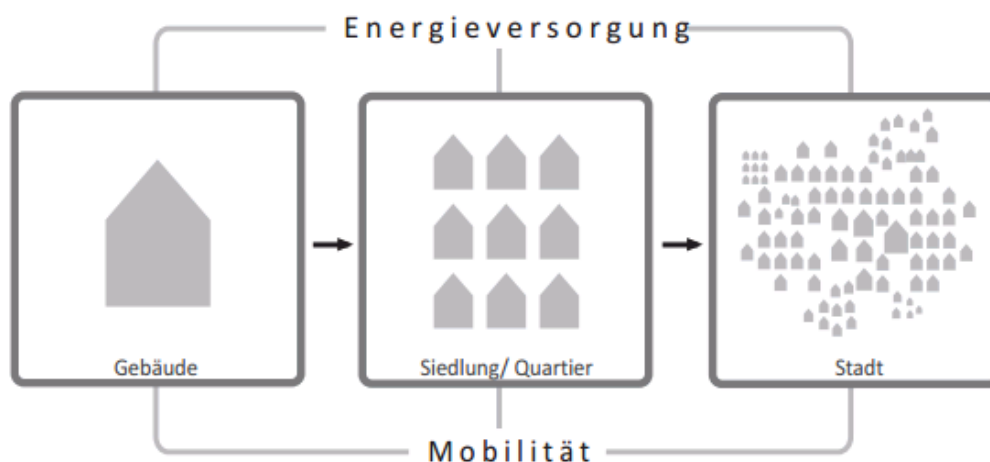 Energieversorgung
Gebäude
Siedlung/ Quartier
Stadt
Mobilität